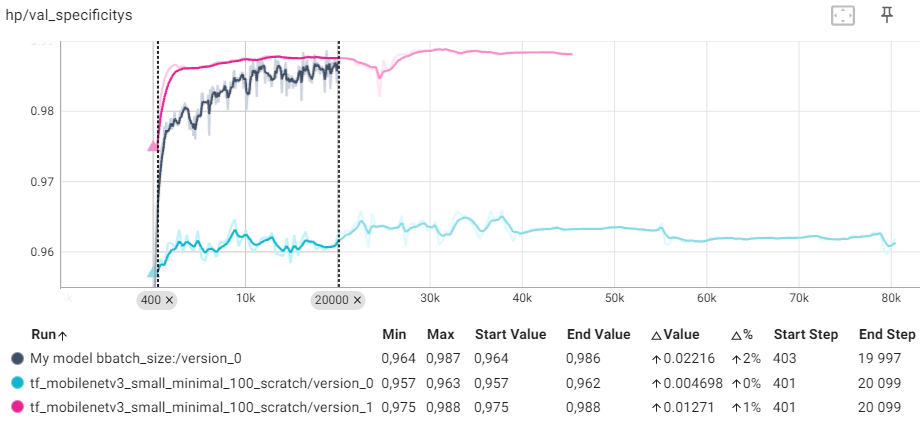 hp/val_specificitys
0.98
0.97
0.96
400 ✕ 10k 20000 ✕ 30k 40k 50k 60k 70k 80k
Run↑ Min Max Start Value End Value △Value △% Start Step End Step
My model bbatch_size:/version_0 0,964 0,987 0,964 0,986 ↑0.02216 ↑2% 403 19 997
tf_mobilenetv3_small_minimal_100_scratch/version_0 0,957 0,963 0,957 0,962 ↑0.004698 ↑0% 401 20 099
tf_mobilenetv3_small_minimal_100_scratch/version_1 0,975 0,988 0,975 0,988 ↑0.01271 ↑1% 401 20 099